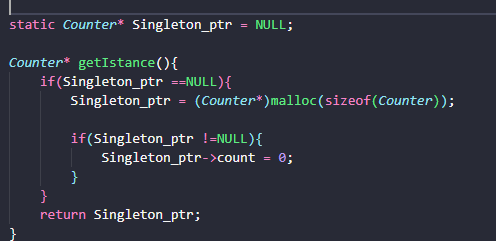 static Counter* Singleton_ptr = NULL;
Counter* getIstance(){
if(Singleton_ptr ==NULL){
Singleton_ptr = (Counter*)malloc(sizeof(Counter));
if(Singleton_ptr !=NULL){
Singleton_ptr->count = 0;
}
}
return Singleton_ptr;
}